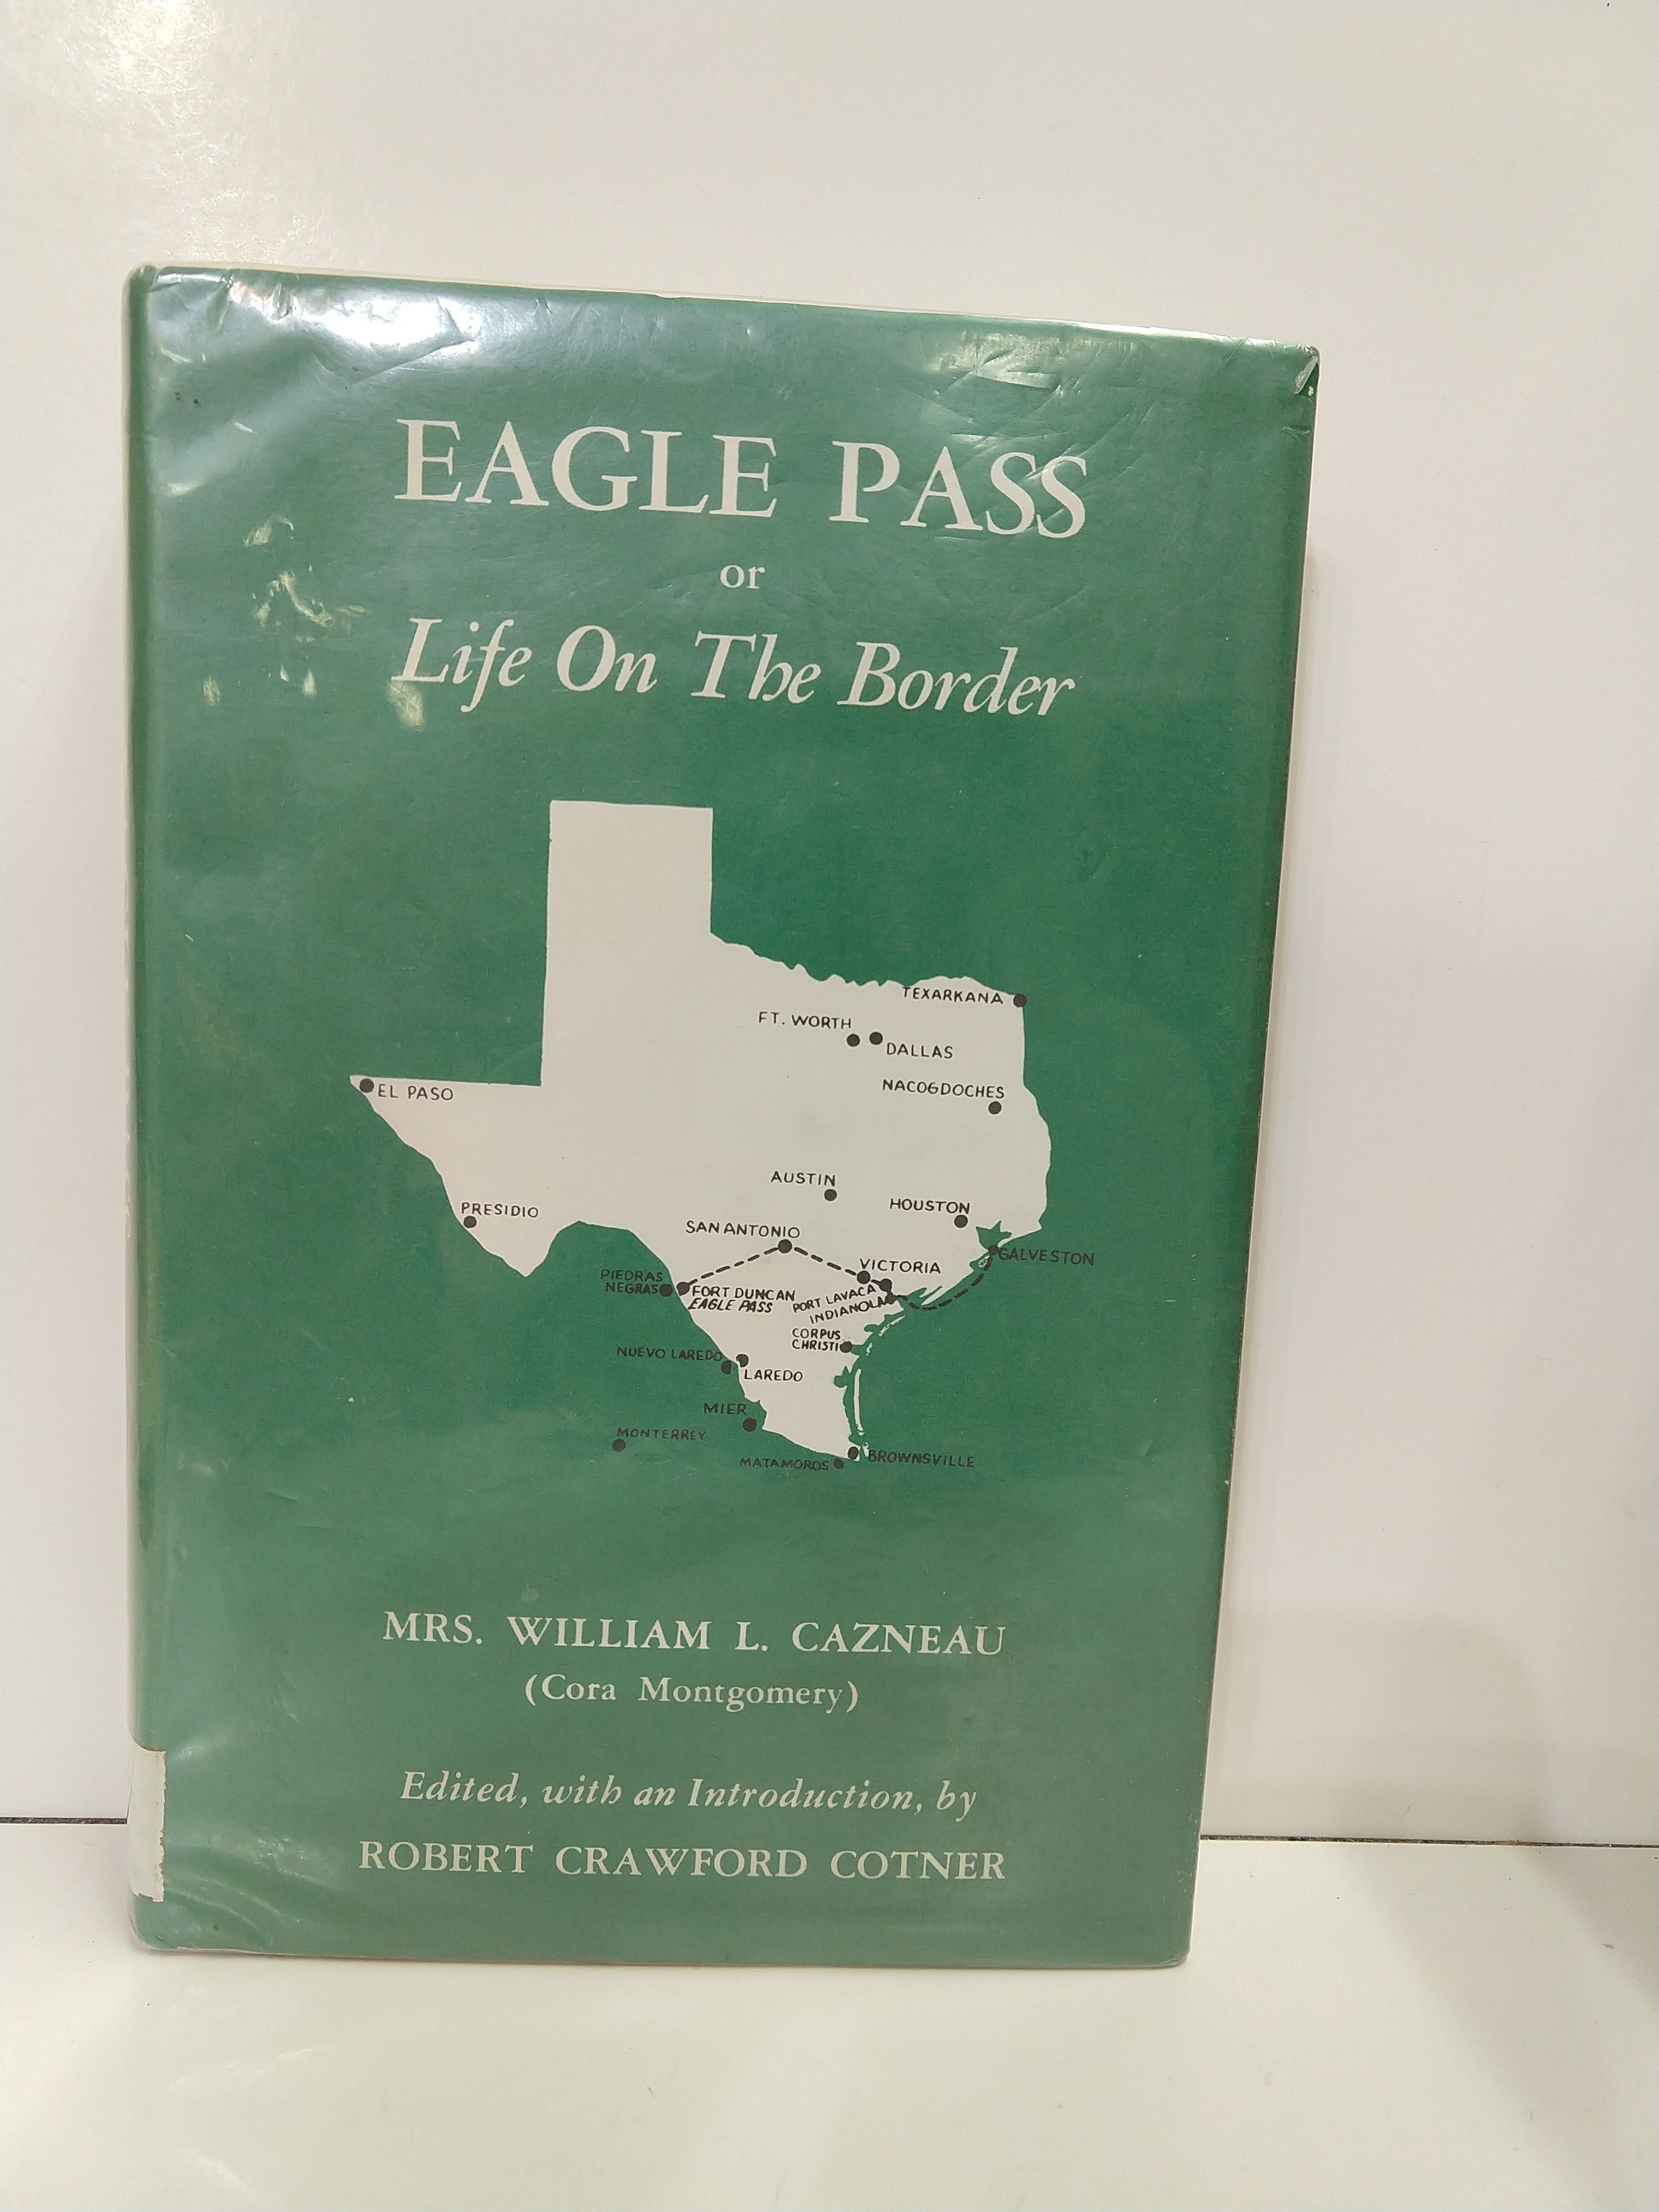 EAGLE PASS
or
Life On The Border
TEXARKANA
FT. WORTH
DALLAS
NACOGDOCHES
EL PASO
AUSTIN
HOUSTON
PRESIDIO
SAN ANTONIO
GALVESTON
VICTORIA
PIEDRAS
NEGRAS
FORT DUNCAN
EAGLE PASS
PORT LAVACA
INDIANOLA
CORPUS
CHRISTI
NUEVO LAREDO
LAREDO
MIER
MONTERREY
MATAMOROS
BROWNSVILLE
MRS. WILLIAM L. CAZNEAU
(Cora Montgomery)
Edited, with an Introduction, by
ROBERT CRAWFORD COTNER